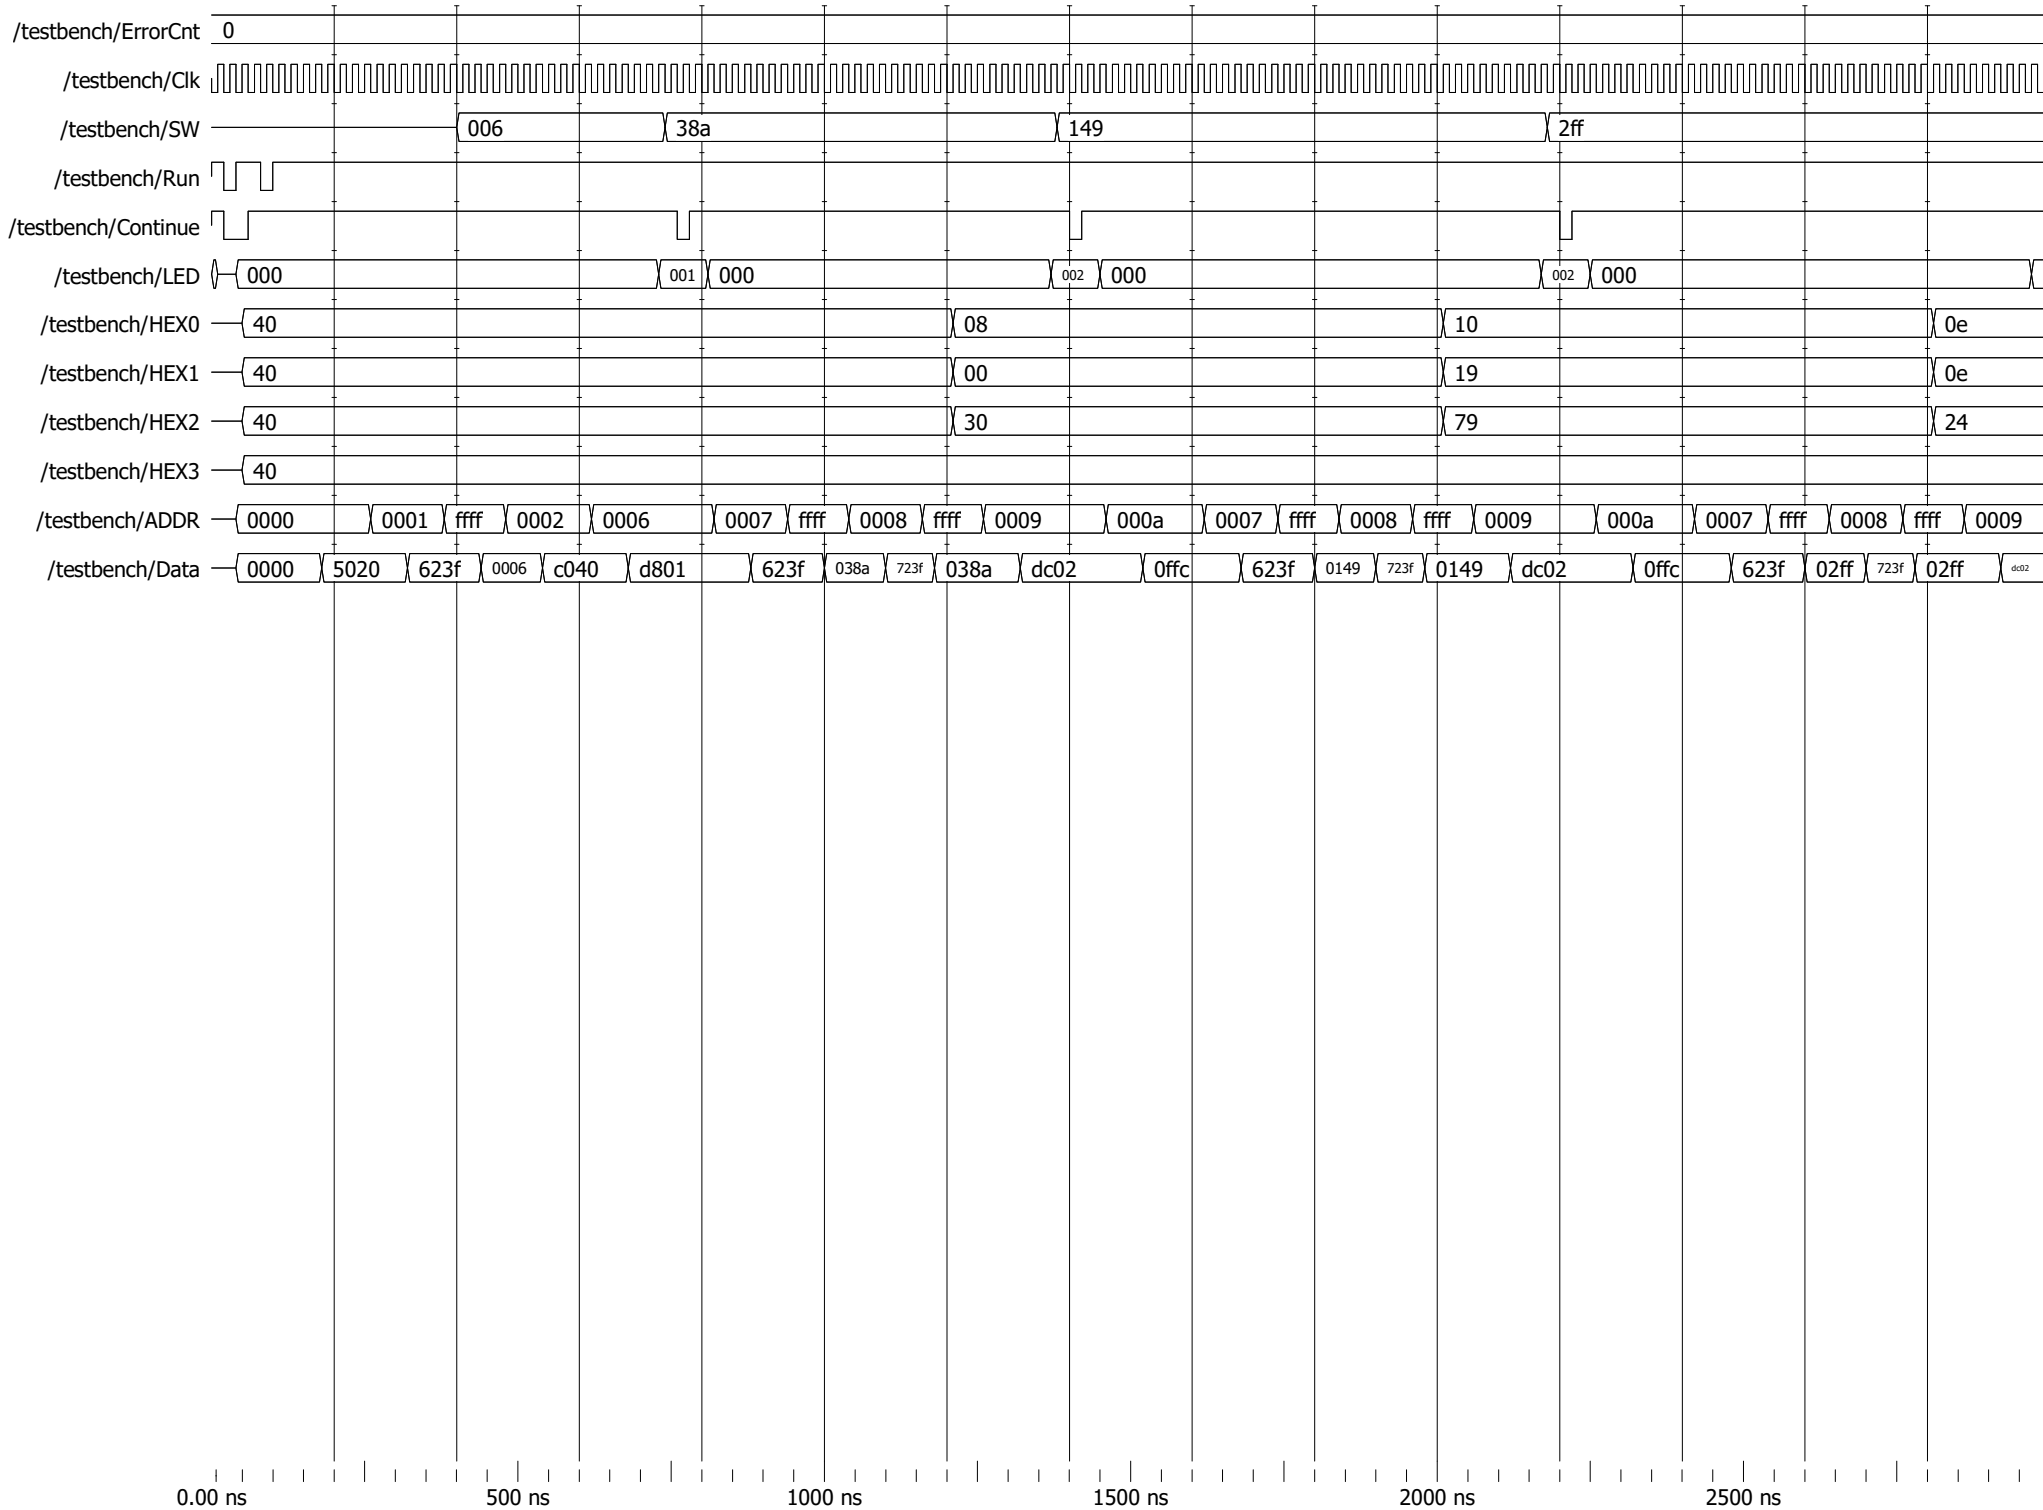 /testbench/ErrorCnt 0
/testbench/Clk
/testbench/SW 006 38a 149 2ff
/testbench/Run
/testbench/Continue
/testbench/LED 000 001 000 002 000 002 000
/testbench/HEX0 40 08 10 0e
/testbench/HEX1 40 00 19 0e
/testbench/HEX2 40 30 79 24
/testbench/HEX3 40
/testbench/ADDR 0000 0001 ffff 0002 0006 0007 ffff 0008 ffff 0009 000a 0007 ffff 0008 ffff 0009 000a 0007 ffff 0008 ffff 0009
/testbench/Data 0000 5020 623f 0006 c040 d801 623f 038a 723f 038a dc02 0ffc 623f 0149 723f 0149 dc02 0ffc 623f 02ff 723f 02ff dc02
0.00 ns 500 ns 1000 ns 1500 ns 2000 ns 2500 ns